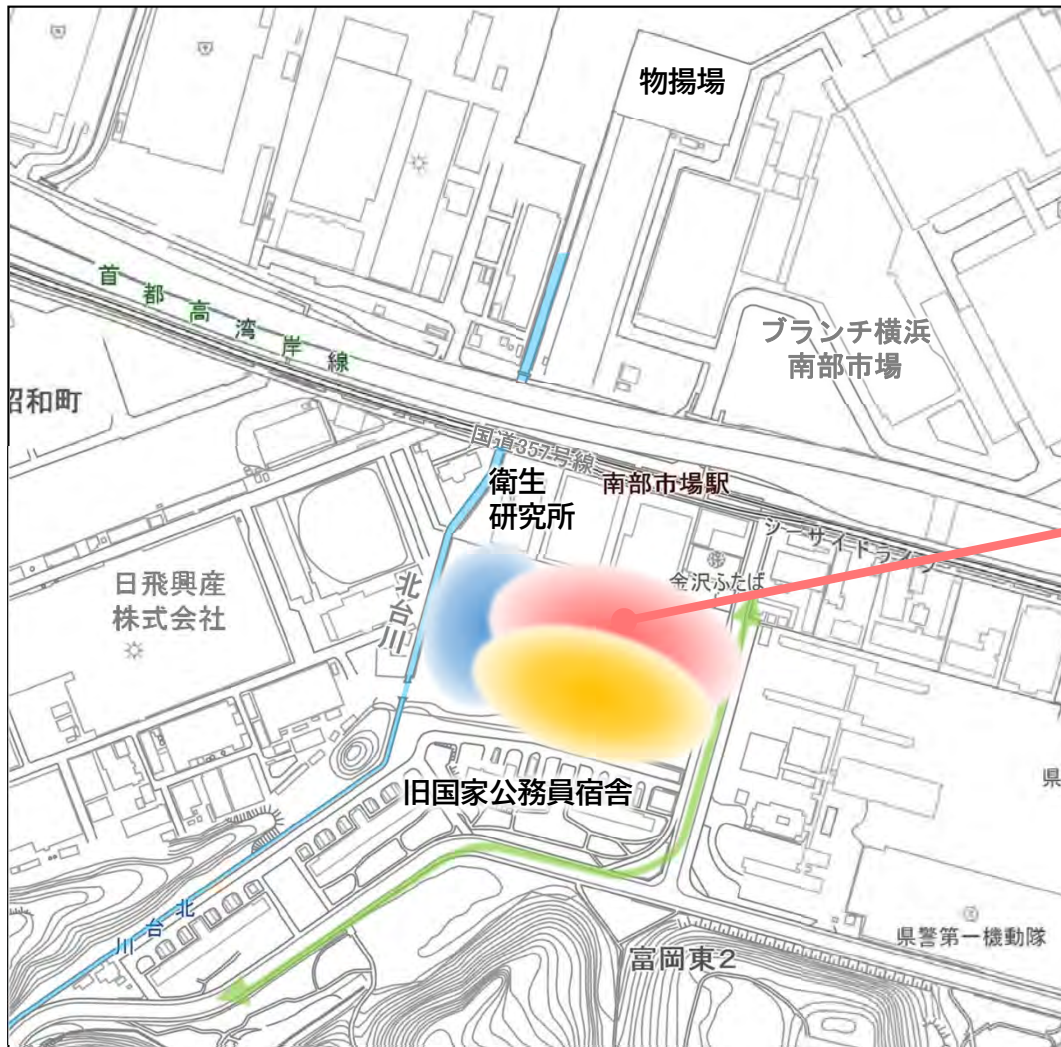 物揚場
首都高湾岸線
ブランチ横浜
南部市場
昭和町
国道357号線
衛生
研究所
南部市場駅
シーサイドライン
金沢ふたば
日飛興産
株式会社
北台川
旧国家公務員宿舎
県
北台川
県警第一機動隊
富岡東2